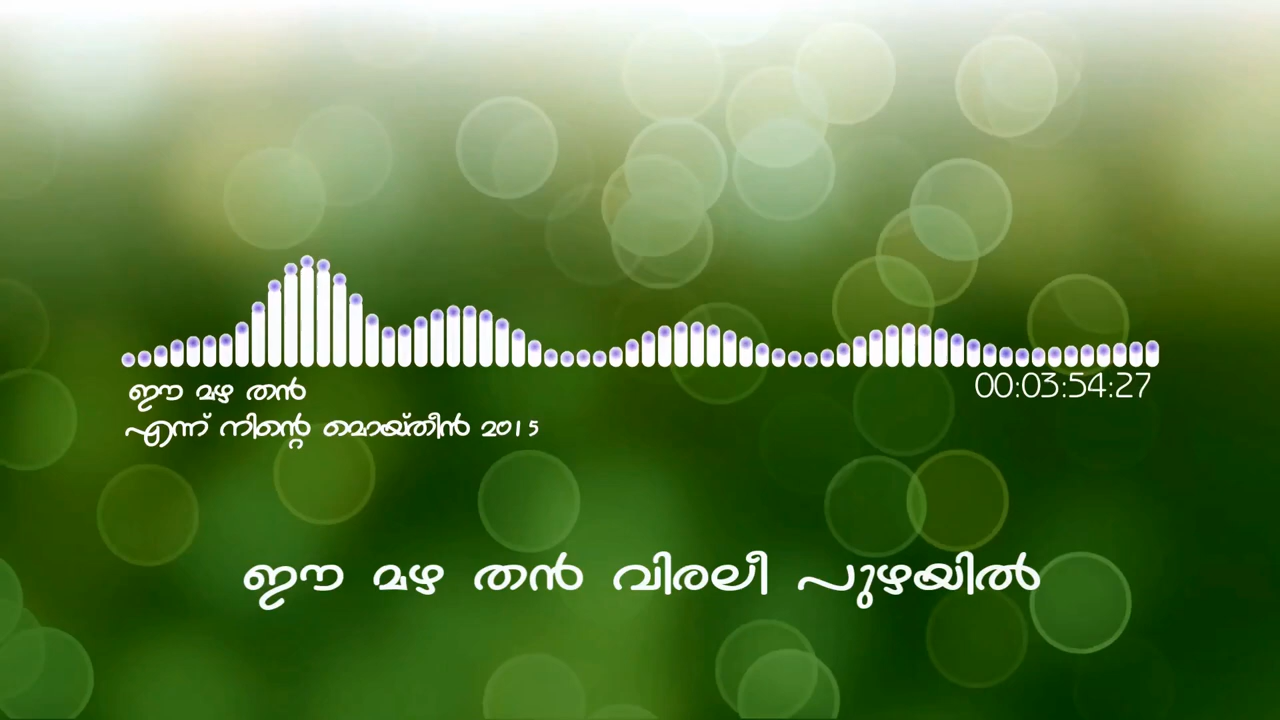 ഈ മഴ തൻ
00:03:54:27
എന്ന് നിന്റെ മൊയ്തീൻ 2015
ഈ മഴ തൻ വിരലീ പുഴയിൽ